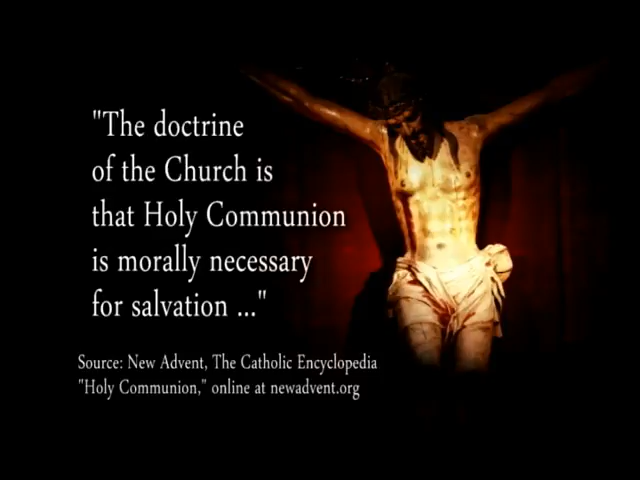 "The doctrine
of the Church is
that Holy Communion
is morally necessary
for salvation ..."
Source: New Advent, The Catholic Encyclopedia
"Holy Communion," online at newadvent.org